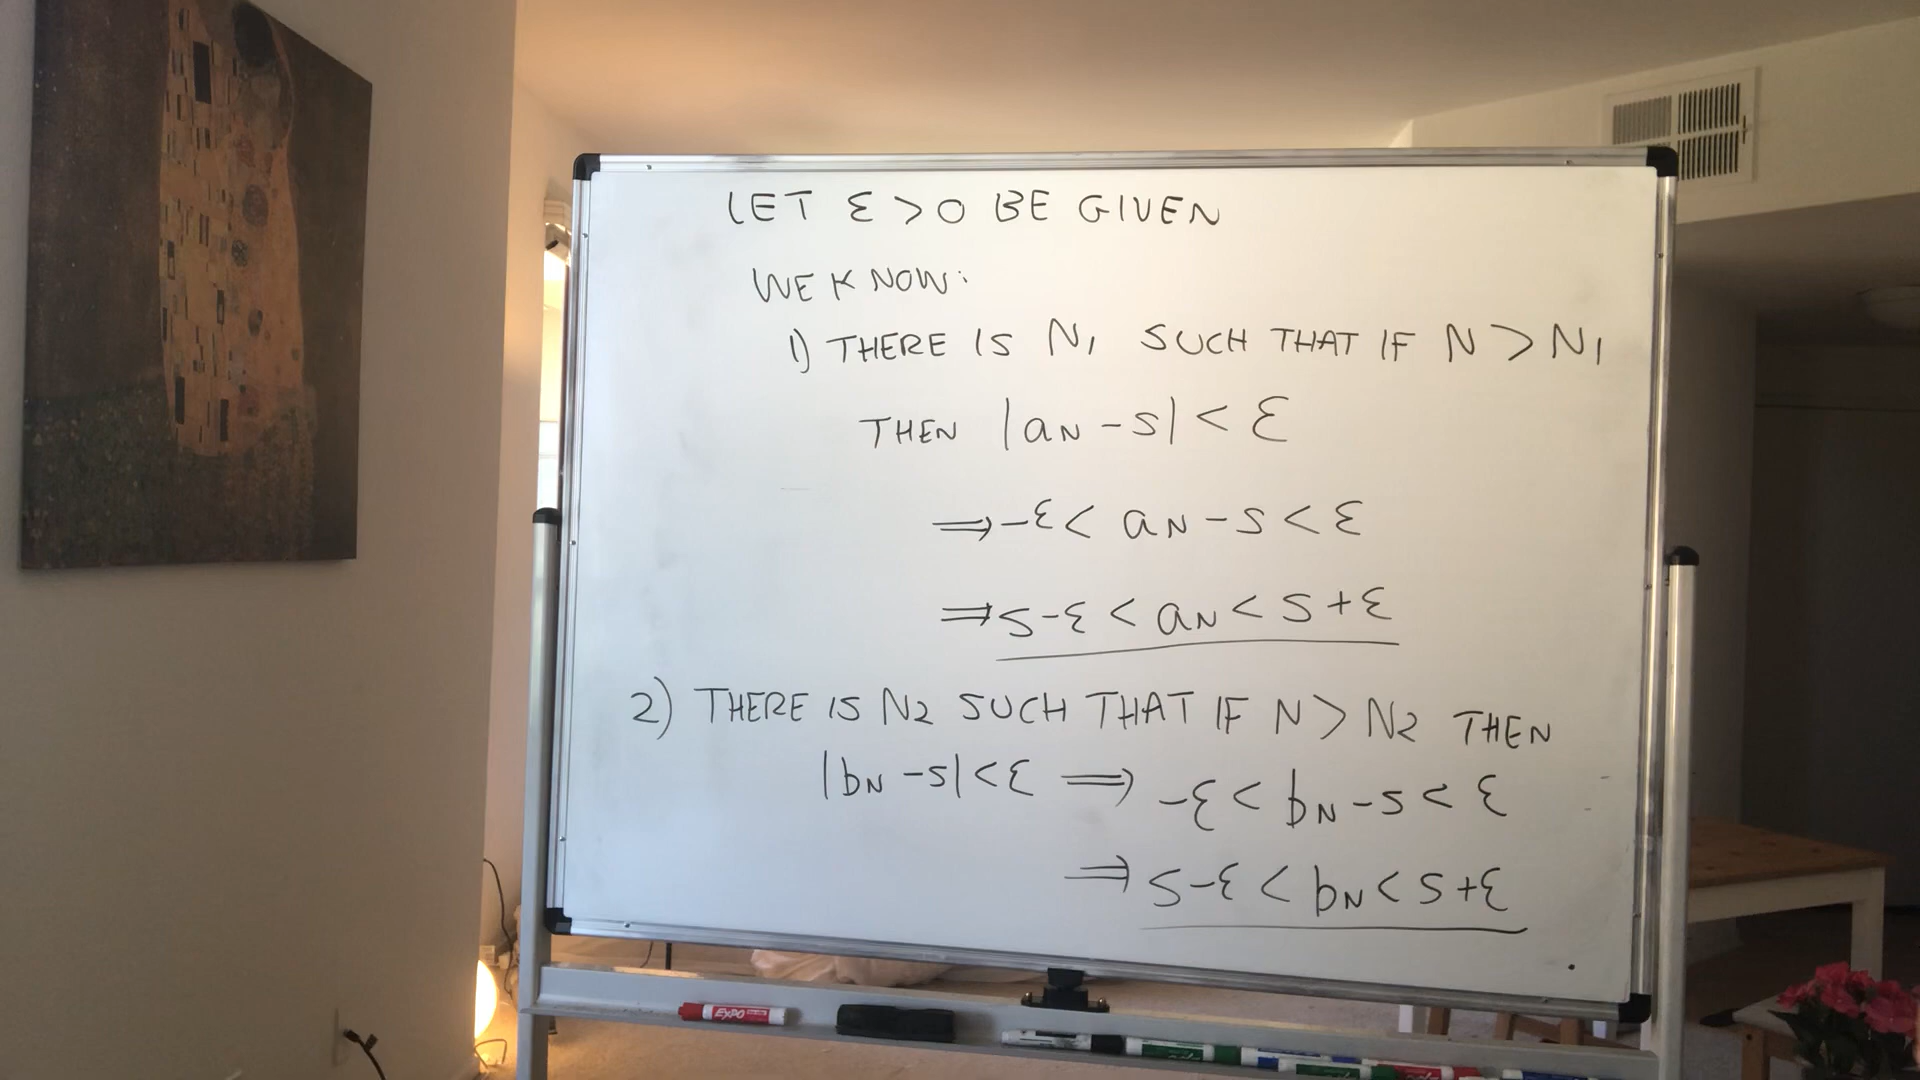 LET Ɛ > 0 BE GIVEN
WE KNOW:
1) THERE IS N₁ SUCH THAT IF N > N₁
THEN |aN - s| < Ɛ
⟹ -Ɛ < aN - s < Ɛ
⟹ s - Ɛ < aN < s + Ɛ
2) THERE IS N₂ SUCH THAT IF N > N₂ THEN
|bN - s| < Ɛ ⟹ -Ɛ < bN - s < Ɛ
⟹ s - Ɛ < bN < s + Ɛ
EXPO